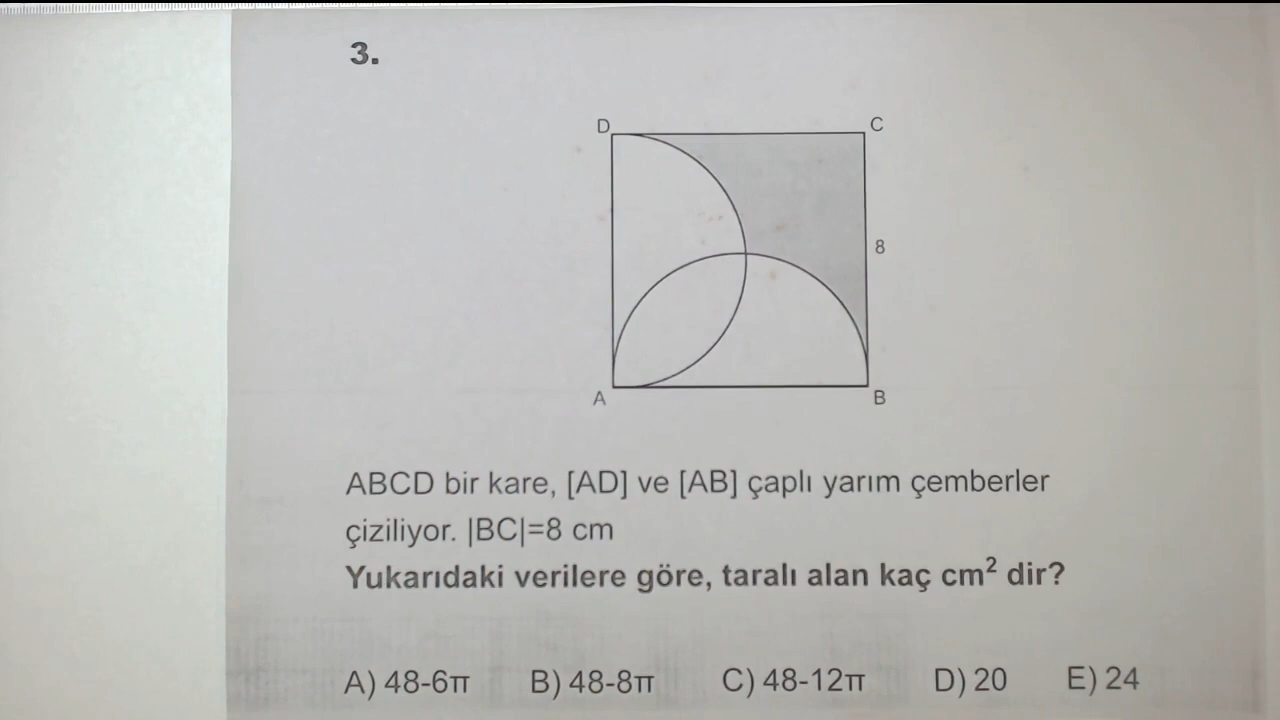 3.
D
C
8
A
B
ABCD bir kare, [AD] ve [AB] çaplı yarım çemberler
çiziliyor. |BC|=8 cm
Yukarıdaki verilere göre, taralı alan kaç cm² dir?
A) 48-6π B) 48-8π C) 48-12π D) 20 E) 24